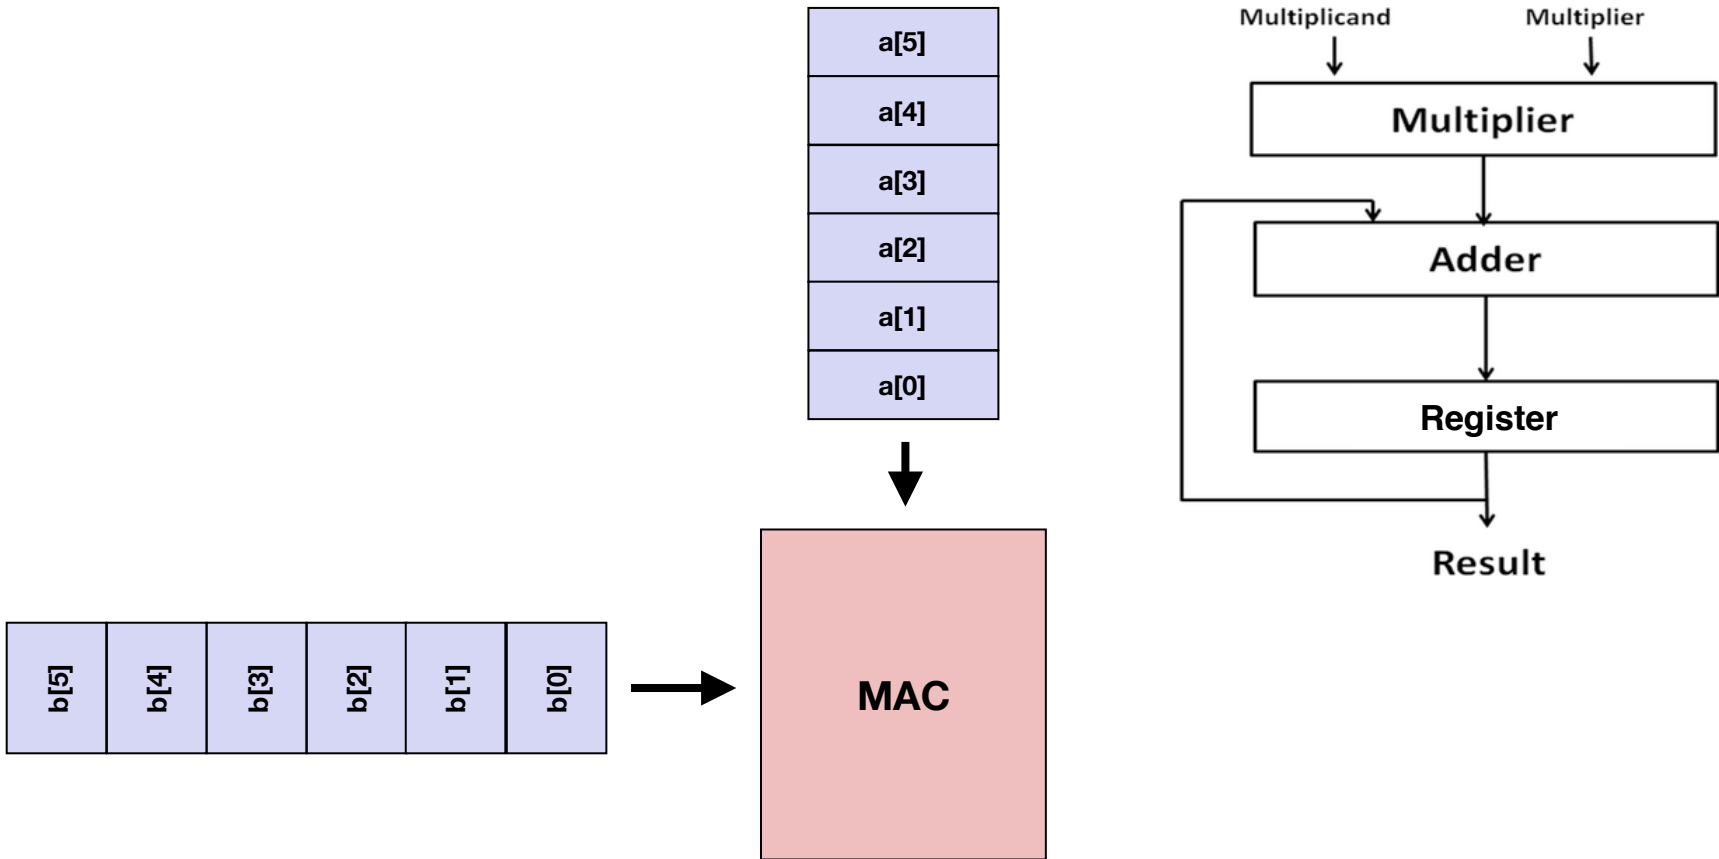 a[5]
a[4]
a[3]
a[2]
a[1]
a[0]
b[5]
b[4]
b[3]
b[2]
b[1]
b[0]
MAC
Multiplicand
Multiplier
Multiplier
Adder
Register
Result